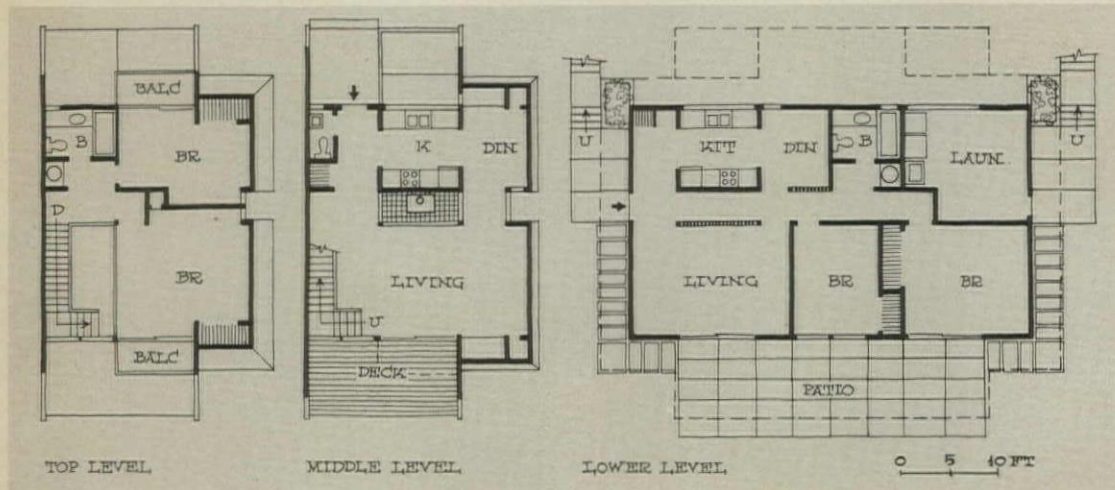 BALC
B
BR
D
BR
BALC
TOP LEVEL
K
DIN
LIVING
U
DECK
MIDDLE LEVEL
U
KIT
DIN
B
LAUN.
U
LIVING
BR
BR
PATIO
LOWER LEVEL
0 5 10 FT